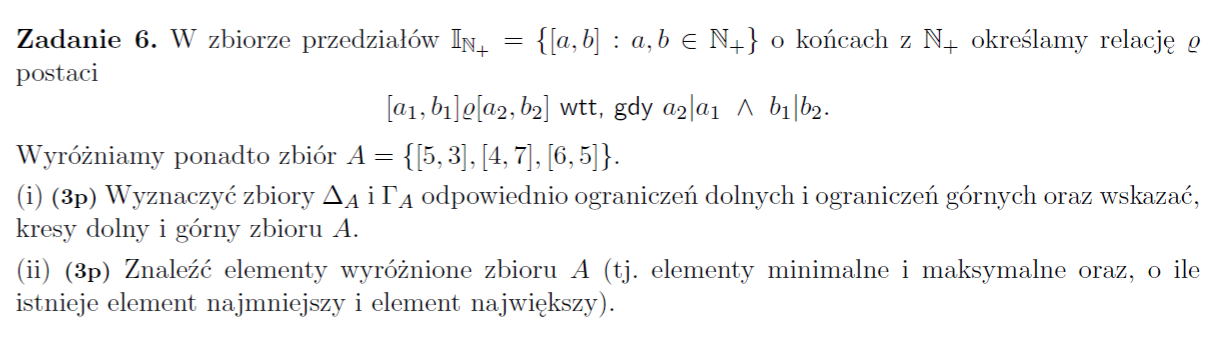 Zadanie 6. W zbiorze przedziałów 𝕀_{ℕ₊} = {[a, b] : a, b ∈ ℕ₊} o końcach z ℕ₊ określamy relację ϱ
postaci
[a₁, b₁]ϱ[a₂, b₂] wtt, gdy a₂|a₁ ∧ b₁|b₂.
Wyróżniamy ponadto zbiór A = {[5, 3], [4, 7], [6, 5]}.
(i) (3p) Wyznaczyć zbiory Δ_A i Γ_A odpowiednio ograniczeń dolnych i ograniczeń górnych oraz wskazać,
kresy dolny i górny zbioru A.
(ii) (3p) Znaleźć elementy wyróżnione zbioru A (tj. elementy minimalne i maksymalne oraz, o ile
istnieje element najmniejszy i element największy).